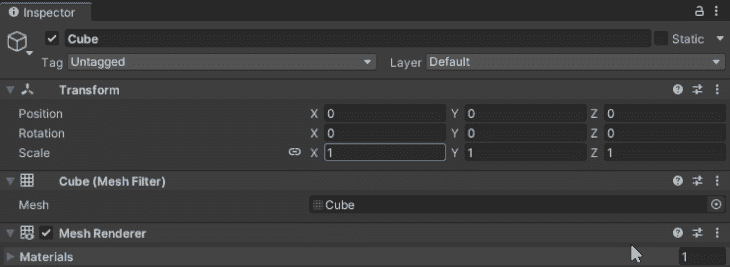 Inspector
Cube Static
Tag Untagged Layer Default
Transform
Position X 0 Y 0 Z 0
Rotation X 0 Y 0 Z 0
Scale X 1 Y 1 Z 1
Cube (Mesh Filter)
Mesh Cube
Mesh Renderer
Materials 1